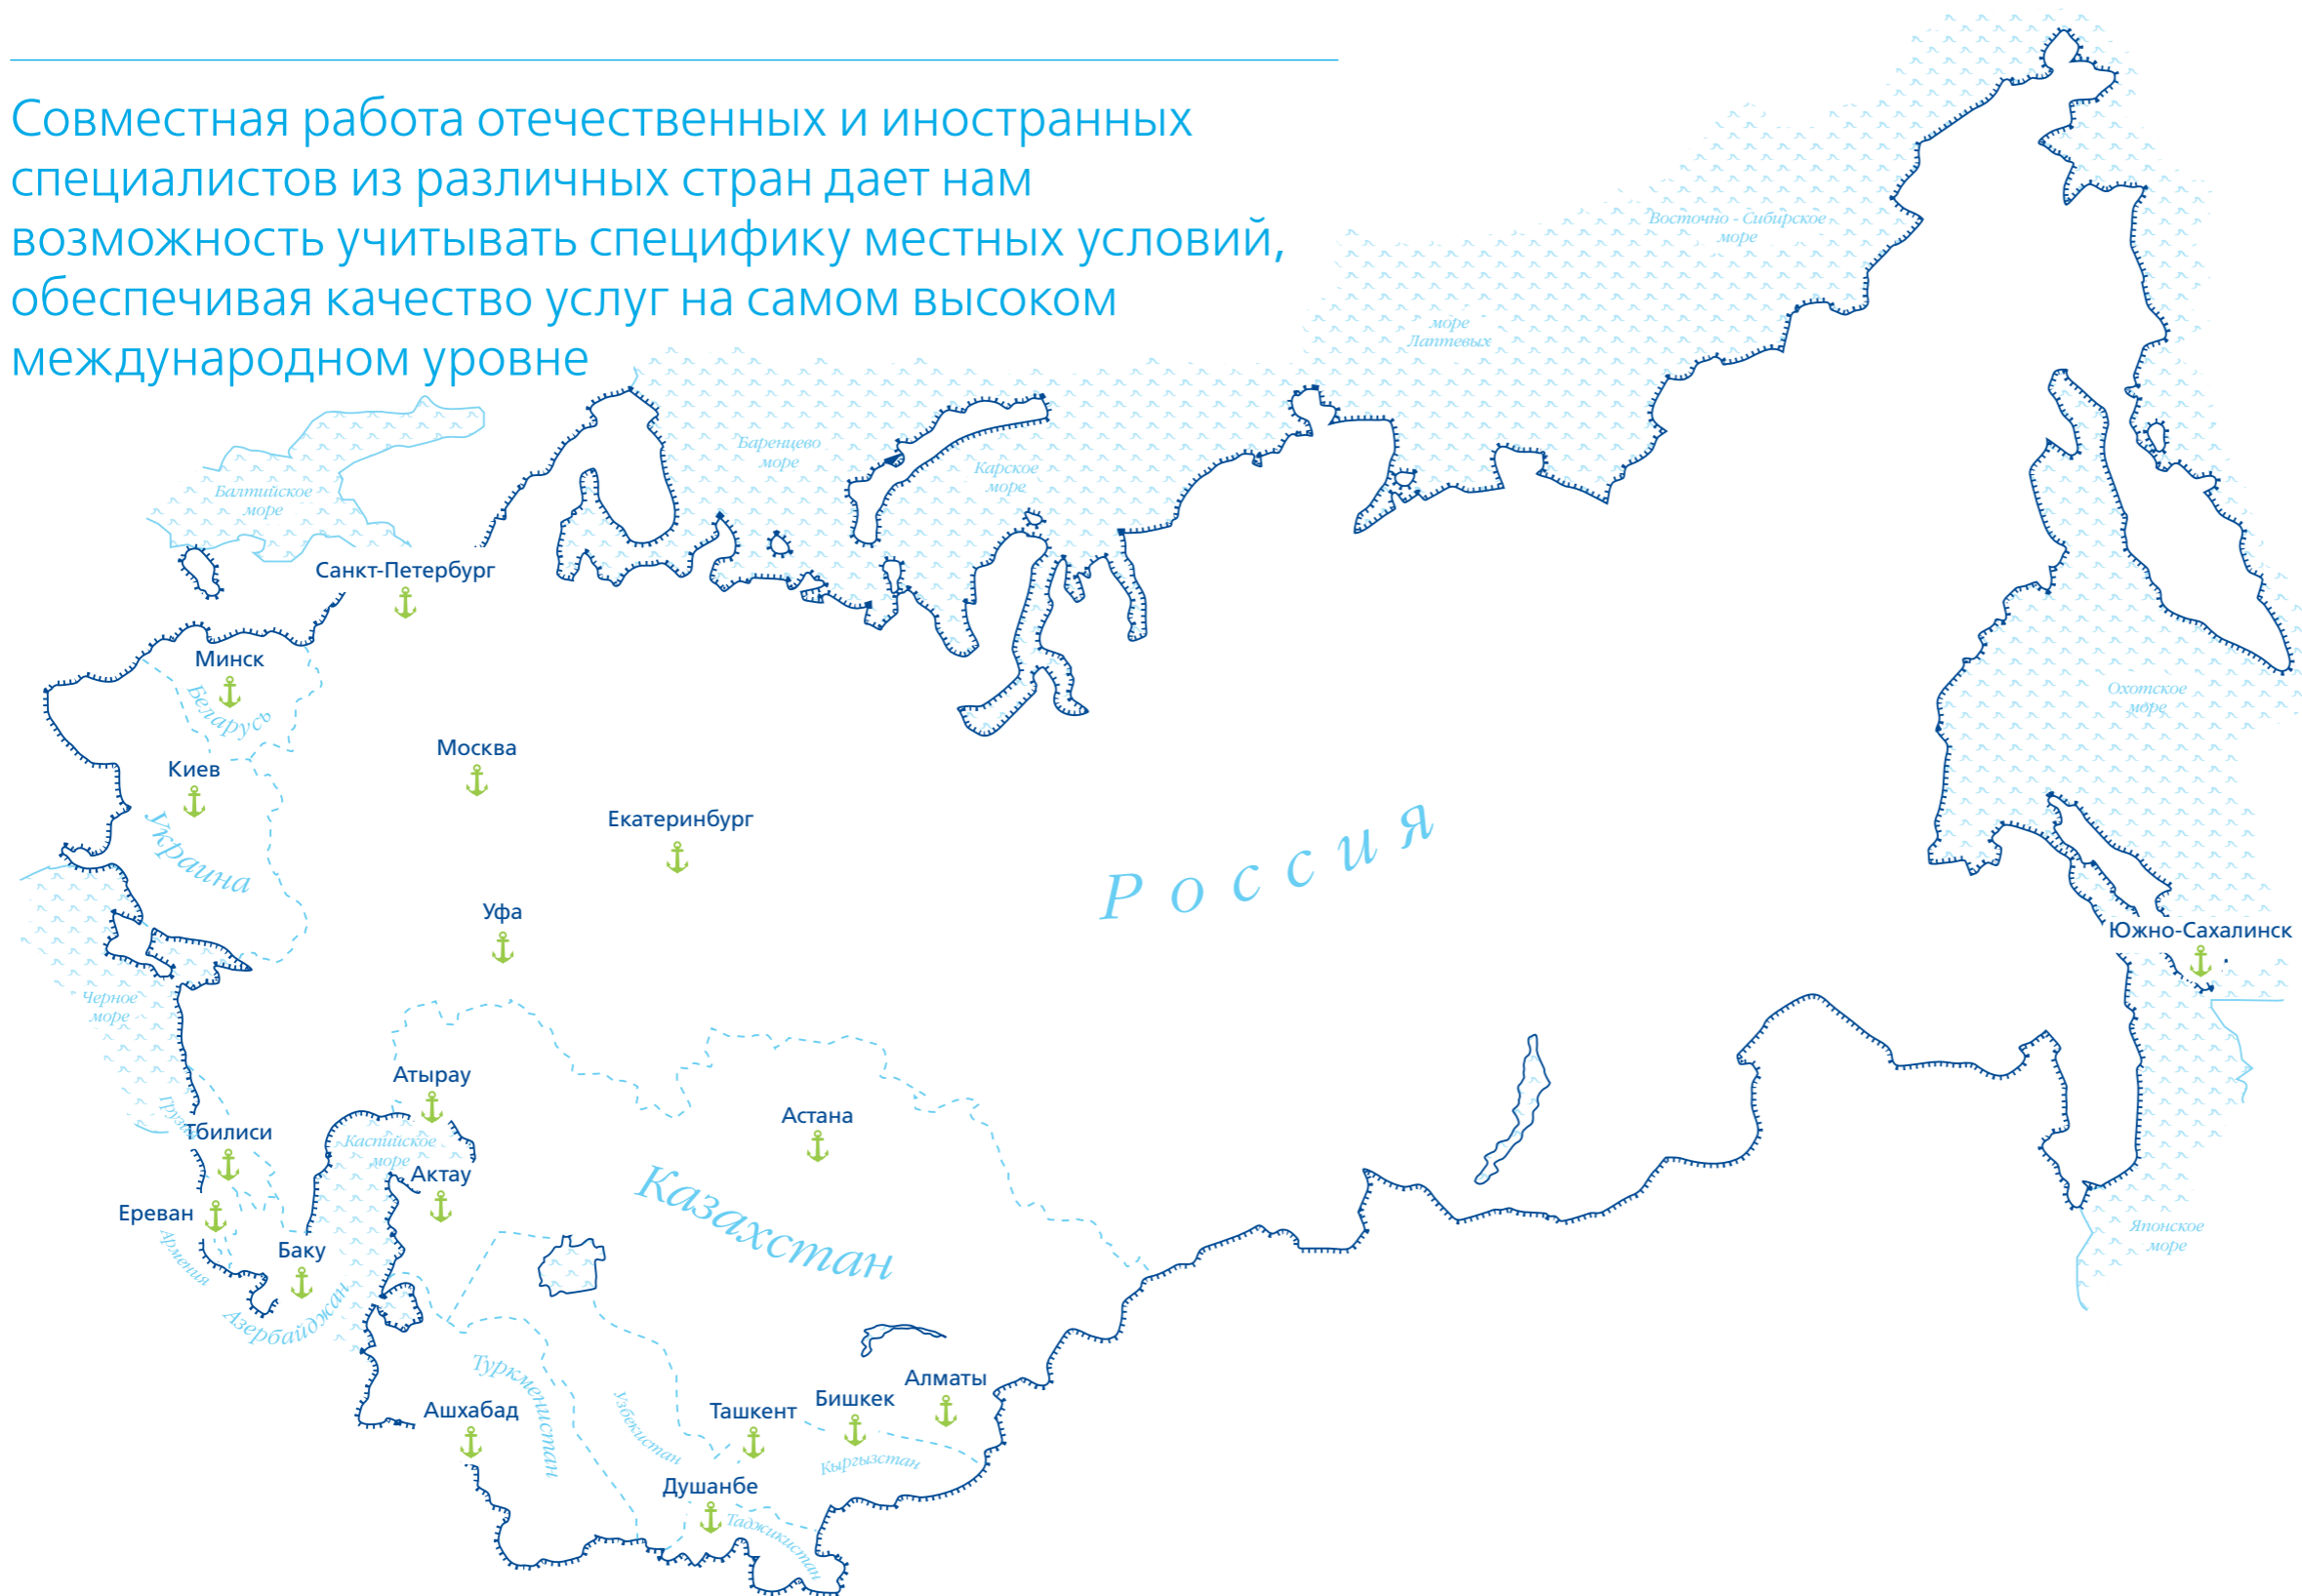 Совместная работа отечественных и иностранных
специалистов из различных стран дает нам
возможность учитывать специфику местных условий,
обеспечивая качество услуг на самом высоком
международном уровне
Восточно - Сибирское
море
море
Лаптевых
Баренцево
море
Карское
море
Балтийское
море
Санкт-Петербург
Минск
Беларусь
Охотское
море
Москва
Киев
Украина
Екатеринбург
Россия
Уфа
Южно-Сахалинск
Черное
море
Атырау
Грузия
Тбилиси
Астана
Каспийское
море
Актау
Казахстан
Ереван
Армения
Баку
Азербайджан
Японское
море
Туркменистан
Узбекистан
Ашхабад
Ташкент
Бишкек
Алматы
Кыргызстан
Душанбе
Таджикистан